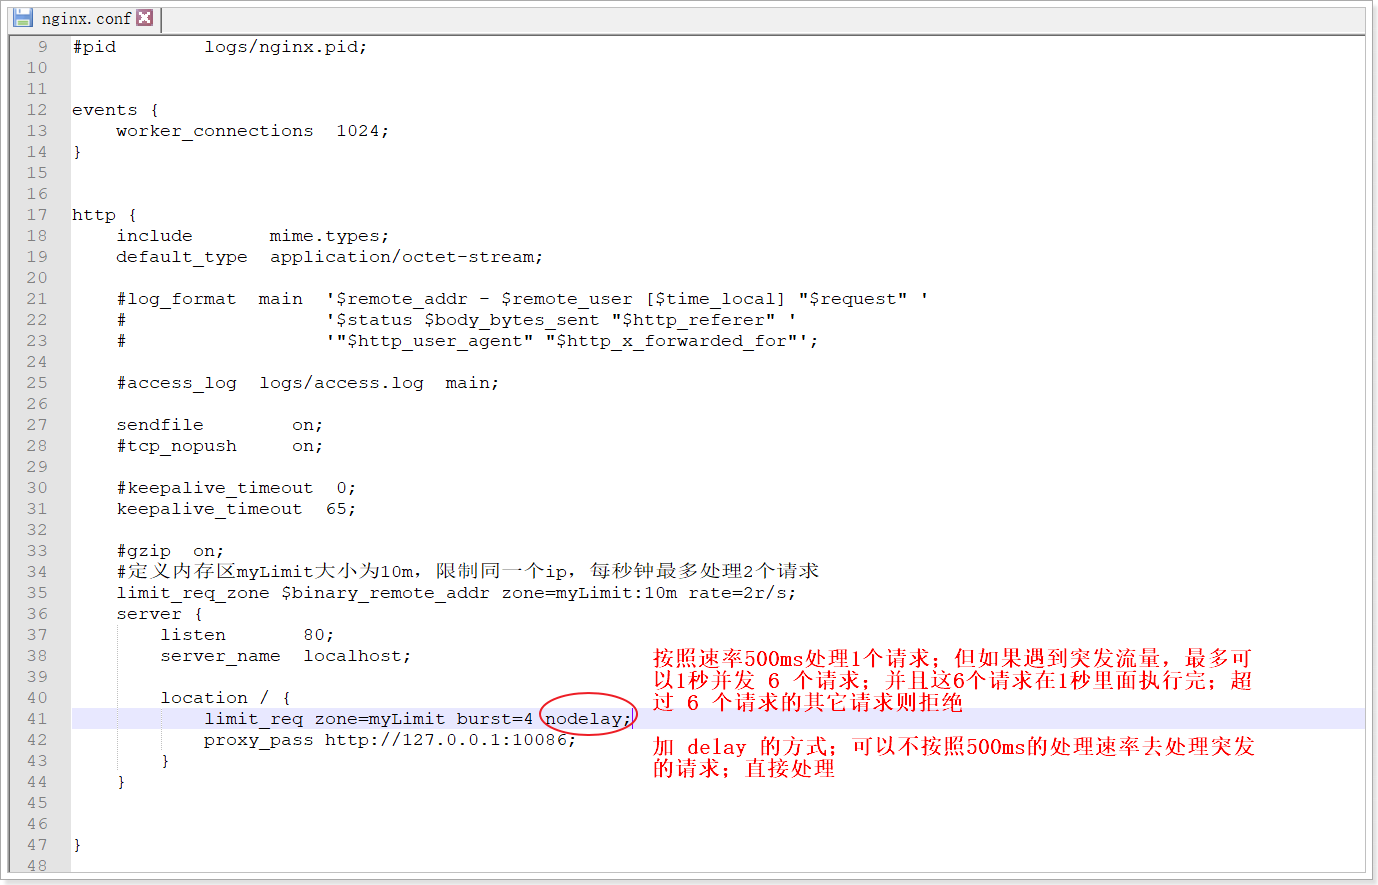 nginx.conf
9 #pid        logs/nginx.pid;
10
11
12 events {
13     worker_connections  1024;
14 }
15
16
17 http {
18     include       mime.types;
19     default_type  application/octet-stream;
20
21     #log_format  main  '$remote_addr - $remote_user [$time_local] "$request" '
22     #                  '$status $body_bytes_sent "$http_referer" '
23     #                  '"$http_user_agent" "$http_x_forwarded_for"';
24
25     #access_log  logs/access.log  main;
26
27     sendfile        on;
28     #tcp_nopush     on;
29
30     #keepalive_timeout  0;
31     keepalive_timeout  65;
32
33     #gzip  on;
34     #定义内存区myLimit大小为10m，限制同一个ip，每秒钟最多处理2个请求
35     limit_req_zone $binary_remote_addr zone=myLimit:10m rate=2r/s;
36     server {
37         listen       80;
38         server_name  localhost;
39
40         location / {
41             limit_req zone=myLimit burst=4 nodelay;
42             proxy_pass http://127.0.0.1:10086;
43         }
44     }
45
46
47 }
48
按照速率500ms处理1个请求；但如果遇到突发流量，最多可
以1秒并发 6 个请求；并且这6个请求在1秒里面执行完；超
过 6 个请求的其它请求则拒绝
加 delay 的方式；可以不按照500ms的处理速率去处理突发
的请求；直接处理